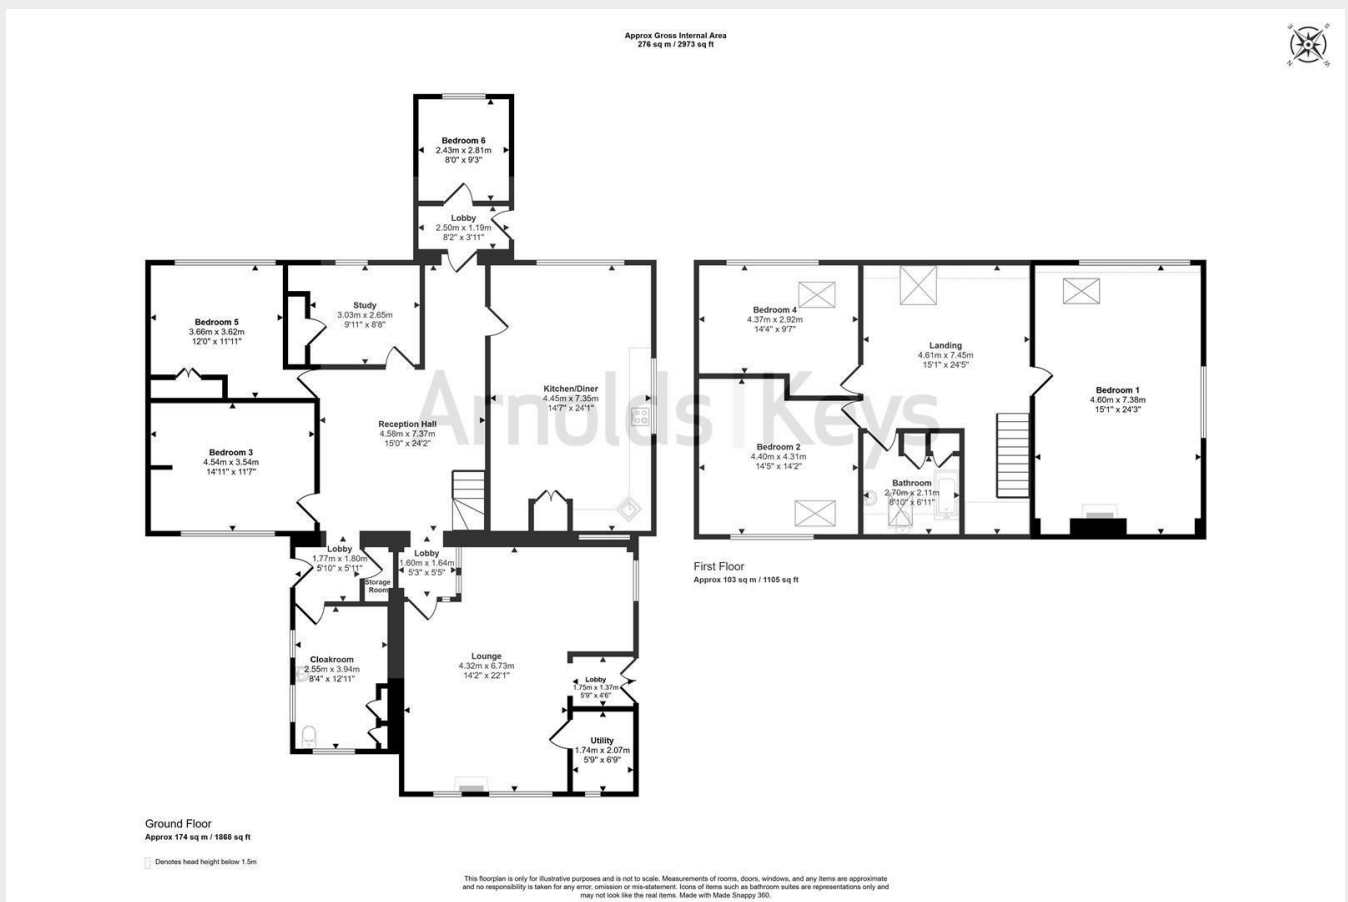 Approx Gross Internal Area
276 sq m / 2973 sq ft
Bedroom 6
2.43m x 2.81m
8'0" x 9'3"
Lobby
2.50m x 1.19m
8'2" x 3'11"
Bedroom 5
3.66m x 3.62m
12'0" x 11'11"
Study
3.03m x 2.65m
9'11" x 8'8"
Kitchen/Diner
4.45m x 7.35m
14'7" x 24'1"
Reception Hall
4.58m x 7.37m
15'0" x 24'2"
Bedroom 3
4.54m x 3.54m
14'11" x 11'7"
Lobby
1.77m x 1.80m
5'10" x 5'11"
Storage
Room
Lobby
1.60m x 1.64m
5'3" x 5'5"
Cloakroom
2.55m x 3.94m
8'4" x 12'11"
Lounge
4.32m x 6.73m
14'2" x 22'1"
Lobby
1.75m x 1.37m
5'9" x 4'6"
Utility
1.74m x 2.07m
5'9" x 6'9"
Ground Floor
Approx 174 sq m / 1868 sq ft
Denotes head height below 1.5m
Bedroom 4
4.37m x 2.92m
14'4" x 9'7"
Landing
4.61m x 7.45m
15'1" x 24'5"
Bedroom 1
4.60m x 7.38m
15'1" x 24'3"
Bedroom 2
4.40m x 4.31m
14'5" x 14'2"
Bathroom
2.70m x 2.11m
8'10" x 6'11"
First Floor
Approx 103 sq m / 1105 sq ft
Arnolds | Keys
This floorplan is only for illustrative purposes and is not to scale. Measurements of rooms, doors, windows, and any items are approximate
and no responsibility is taken for any error, omission or mis-statement. Icons of items such as bathroom suites are representations only and
may not look like the real items. Made with Made Snappy 360.